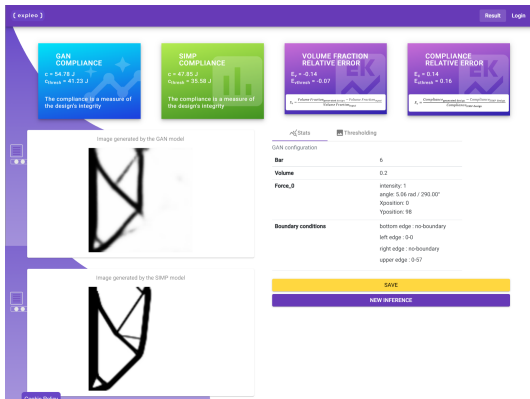 { expleo }
Result
Login
GAN
COMPLIANCE
c = 54.78 J
cthresh = 41.23 J
The compliance is a measure of
the design's integrity
SIMP
COMPLIANCE
c = 47.85 J
cthresh = 35.58 J
The compliance is a measure of
the design's integrity
VOLUME FRACTION
RELATIVE ERROR
Ev = -0.14
Evthresh = -0.07
COMPLIANCE
RELATIVE ERROR
Ec = 0.14
Ecthresh = 0.16
Image generated by the GAN model
Stats
Thresholding
GAN configuration
Bar
6
Volume
0.2
Force_0
intensity: 1
angle: 5.06 rad / 290.00°
Xposition: 0
Yposition: 98
Boundary conditions
bottom edge : no-boundary
left edge : 0-0
right edge : no-boundary
upper edge : 0-57
SAVE
NEW INFERENCE
Image generated by the SIMP model
Cookie Policy